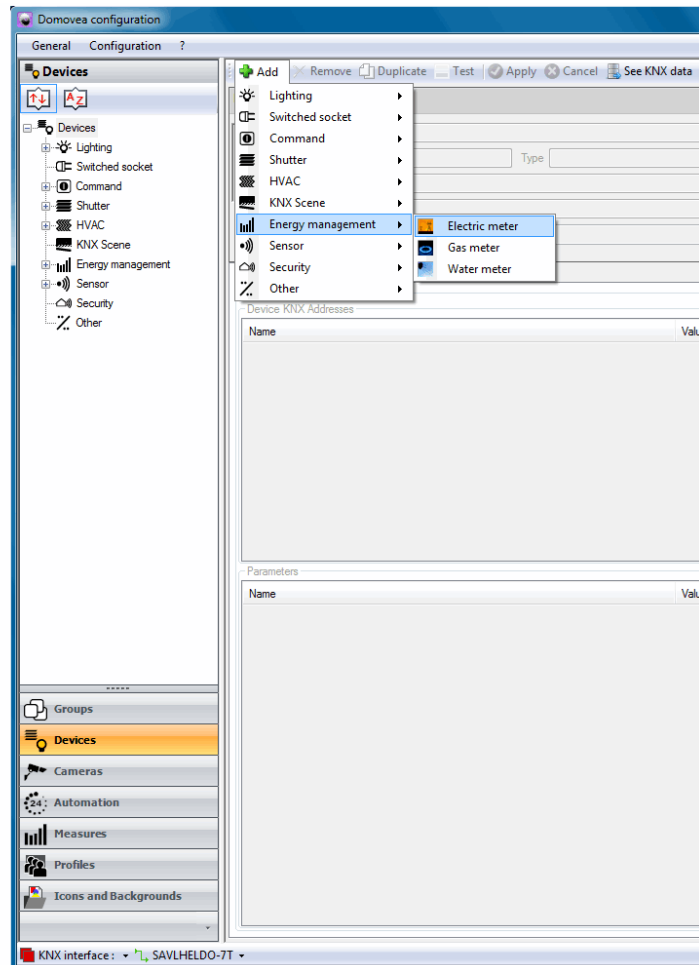 Domovea configuration
General Configuration ?
Devices
Add Remove Duplicate Test Apply Cancel See KNX data
A Z
Devices
Lighting
Switched socket
Command
Shutter
HVAC
KNX Scene
Energy management
Sensor
Security
Other
Lighting
Switched socket
Command
Shutter
HVAC
KNX Scene
Energy management
Sensor
Security
Other
Electric meter
Gas meter
Water meter
Type
Device KNX Addresses
Name Valu
Parameters
Name Valu
Groups
Devices
Cameras
24 Automation
Measures
Profiles
Icons and Backgrounds
KNX interface : SAVLHELDO-7T